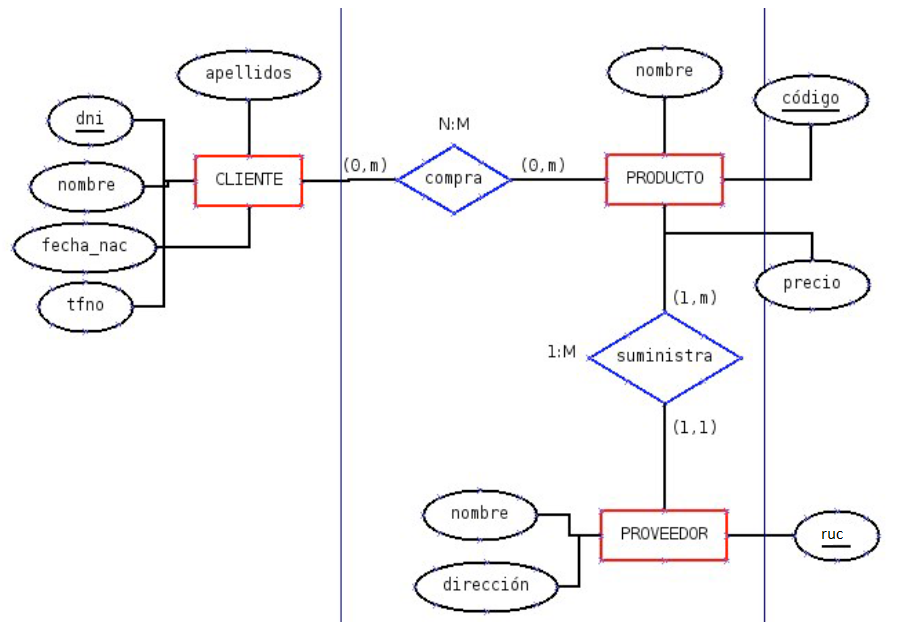 apellidos
nombre
código
dni
N:M
(0,m)
(0,m)
CLIENTE
compra
PRODUCTO
nombre
fecha_nac
tfno
precio
(1,m)
1:M
suministra
(1,1)
nombre
PROVEEDOR
ruc
dirección